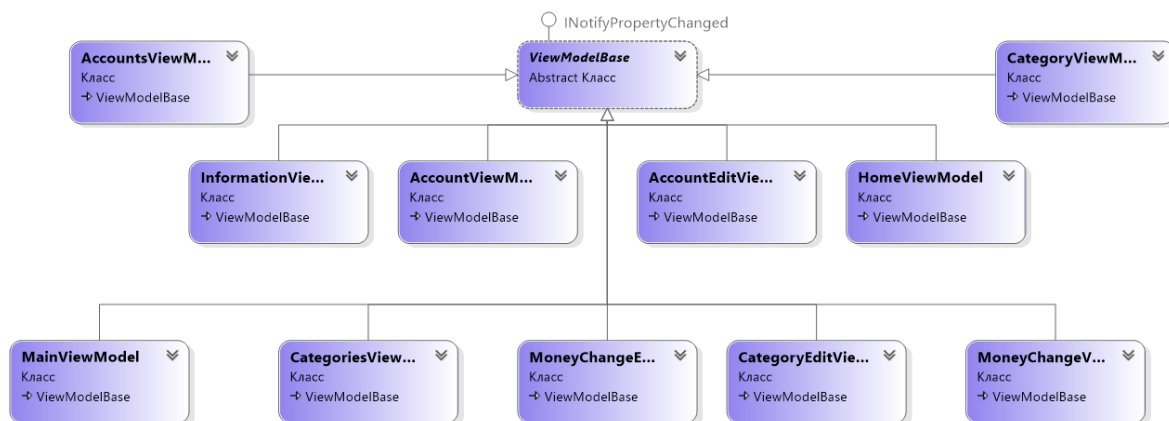 INotifyPropertyChanged
AccountsViewM...
Класс
ViewModelBase
ViewModelBase
Abstract Класс
CategoryViewM...
Класс
ViewModelBase
InformationVie...
Класс
ViewModelBase
AccountViewM...
Класс
ViewModelBase
AccountEditVie...
Класс
ViewModelBase
HomeViewModel
Класс
ViewModelBase
MainViewModel
Класс
ViewModelBase
CategoriesView...
Класс
ViewModelBase
MoneyChangeE...
Класс
ViewModelBase
CategoryEditVie...
Класс
ViewModelBase
MoneyChangeV...
Класс
ViewModelBase